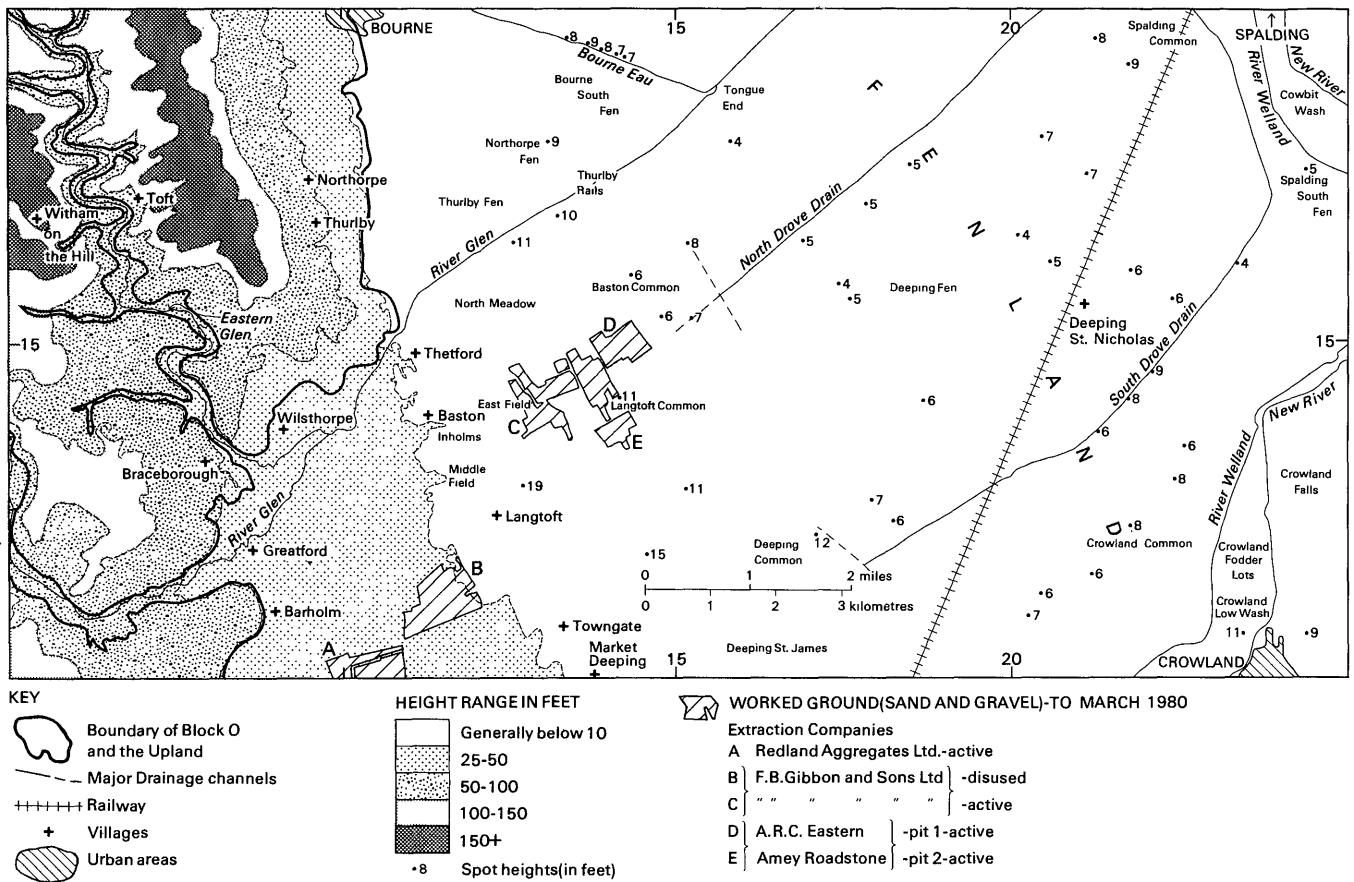 BOURNE
15
20
Spalding
Common
SPALDING
New River
River Welland
Cowbit
Wash
8
9
8
7
7
Bourne Eau
Bourne
South
Fen
Tongue
End
F
E
N
L
A
N
D
8
9
Northorpe
Fen
9
4
7
5
7
5
Spalding
South
Fen
Northorpe
Toft
Thurlby
Rails
Thurlby Fen
Witham
on
the Hill
Thurlby
10
11
River Glen
North Drove Drain
5
5
8
4
5
6
4
6
Baston Common
North Meadow
4
5
Deeping Fen
6
Eastern
Glen
6
7
D
Deeping
St. Nicholas
15
15
Thetford
South Drove Drain
9
8
New River
East Field
11
Langtoft Common
6
Baston
C
E
Wilsthorpe
Inholms
6
6
River Welland
Braceborough
Middle
Field
Crowland
Falls
19
11
7
8
River Glen
Langtoft
6
8
Greatford
15
Deeping
Common
12
Crowland Common
Crowland
Fodder
Lots
B
0
1
2 miles
6
0
1
2
3 kilometres
6
7
Crowland
Low Wash
Barholm
Towngate
11
9
A
Market
Deeping
15
Deeping St. James
20
CROWLAND
KEY
Boundary of Block O
and the Upland
Major Drainage channels
Railway
Villages
Urban areas
HEIGHT RANGE IN FEET
Generally below 10
25-50
50-100
100-150
150+
8 Spot heights(in feet)
WORKED GROUND(SAND AND GRAVEL)-TO MARCH 1980
Extraction Companies
A Redland Aggregates Ltd.-active
B F.B.Gibbon and Sons Ltd -disused
C " " " " " " -active
D A.R.C. Eastern -pit 1-active
E Amey Roadstone -pit 2-active